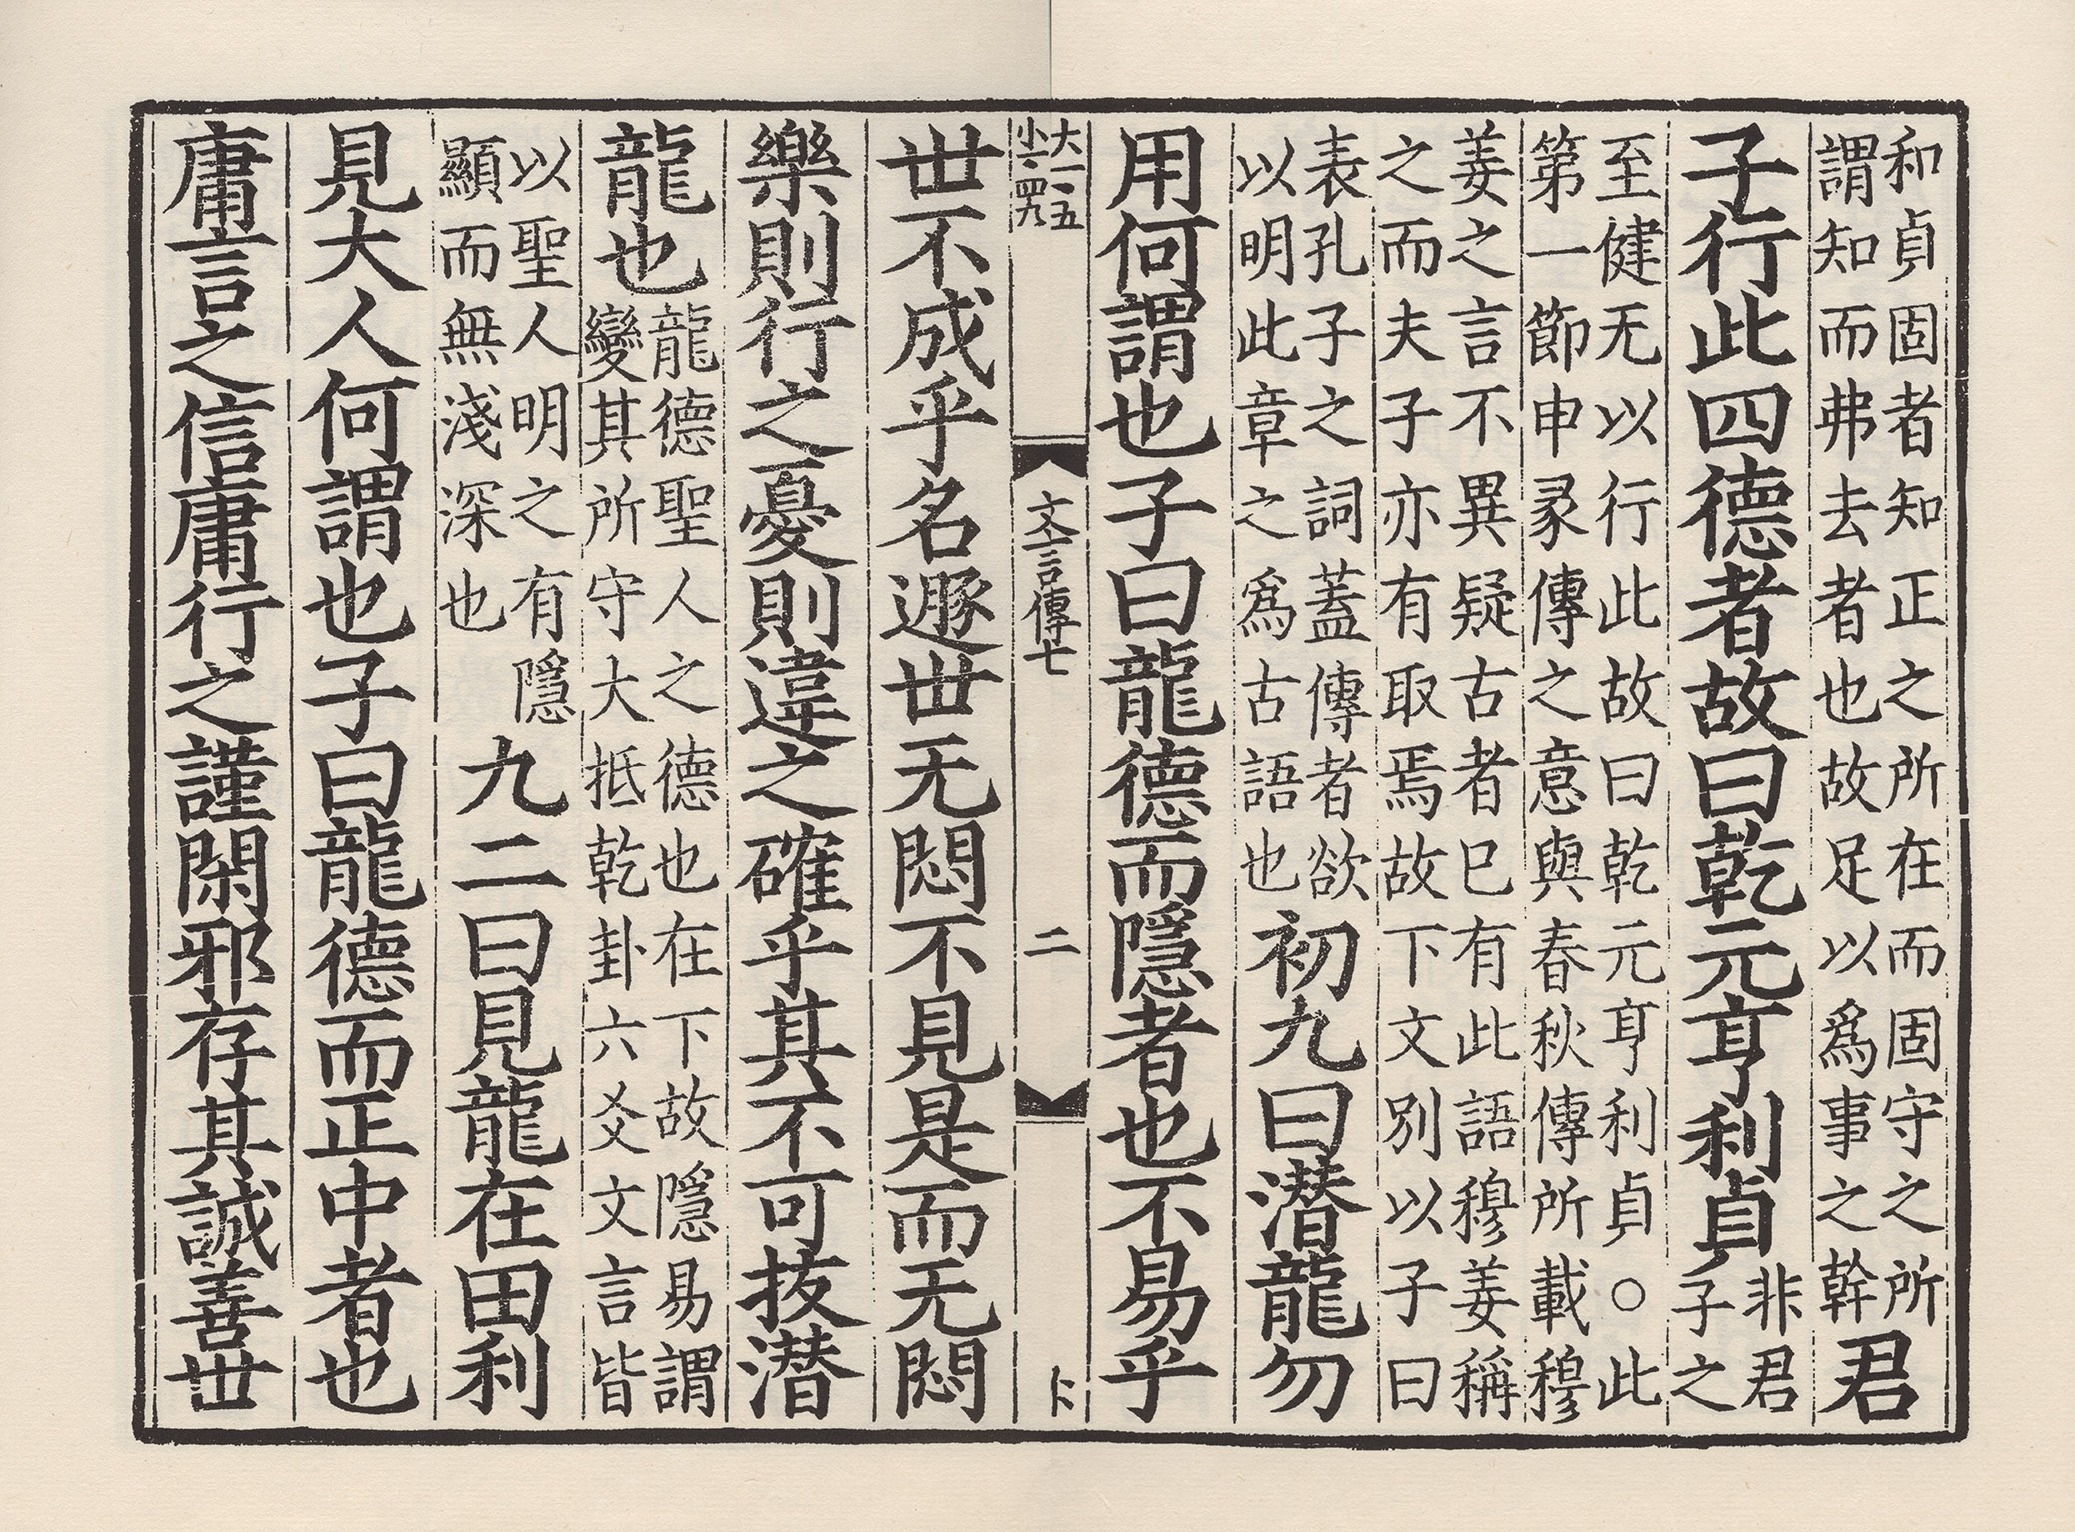 和貞固者知正之所在而固守之所
謂知而弗去者也故足以爲事之幹君
子行此四德者故曰乾元亨利貞非君
子之
至健无以行此故曰乾元亨利貞○此
第一節申彖傳之意與春秋傳所載穆
姜之言不異疑古者已有此語穆姜稱
之而夫子亦有取焉故下文別以子曰
表孔子之詞蓋傳者欲
以明此章之爲古語也初九曰潛龍勿
用何謂也子曰龍德而隱者也不易乎
大一·五
小一·四九
文言傳七
二
卞
世不成乎名遯世无悶不見是而无悶
樂則行之憂則違之確乎其不可拔潛
龍也龍德聖人之德也在下故隱易謂
變其所守大抵乾卦六爻文言皆
以聖人明之有隱
顯而無淺深也九二曰見龍在田利
見大人何謂也子曰龍德而正中者也
庸言之信庸行之謹閑邪存其誠善世